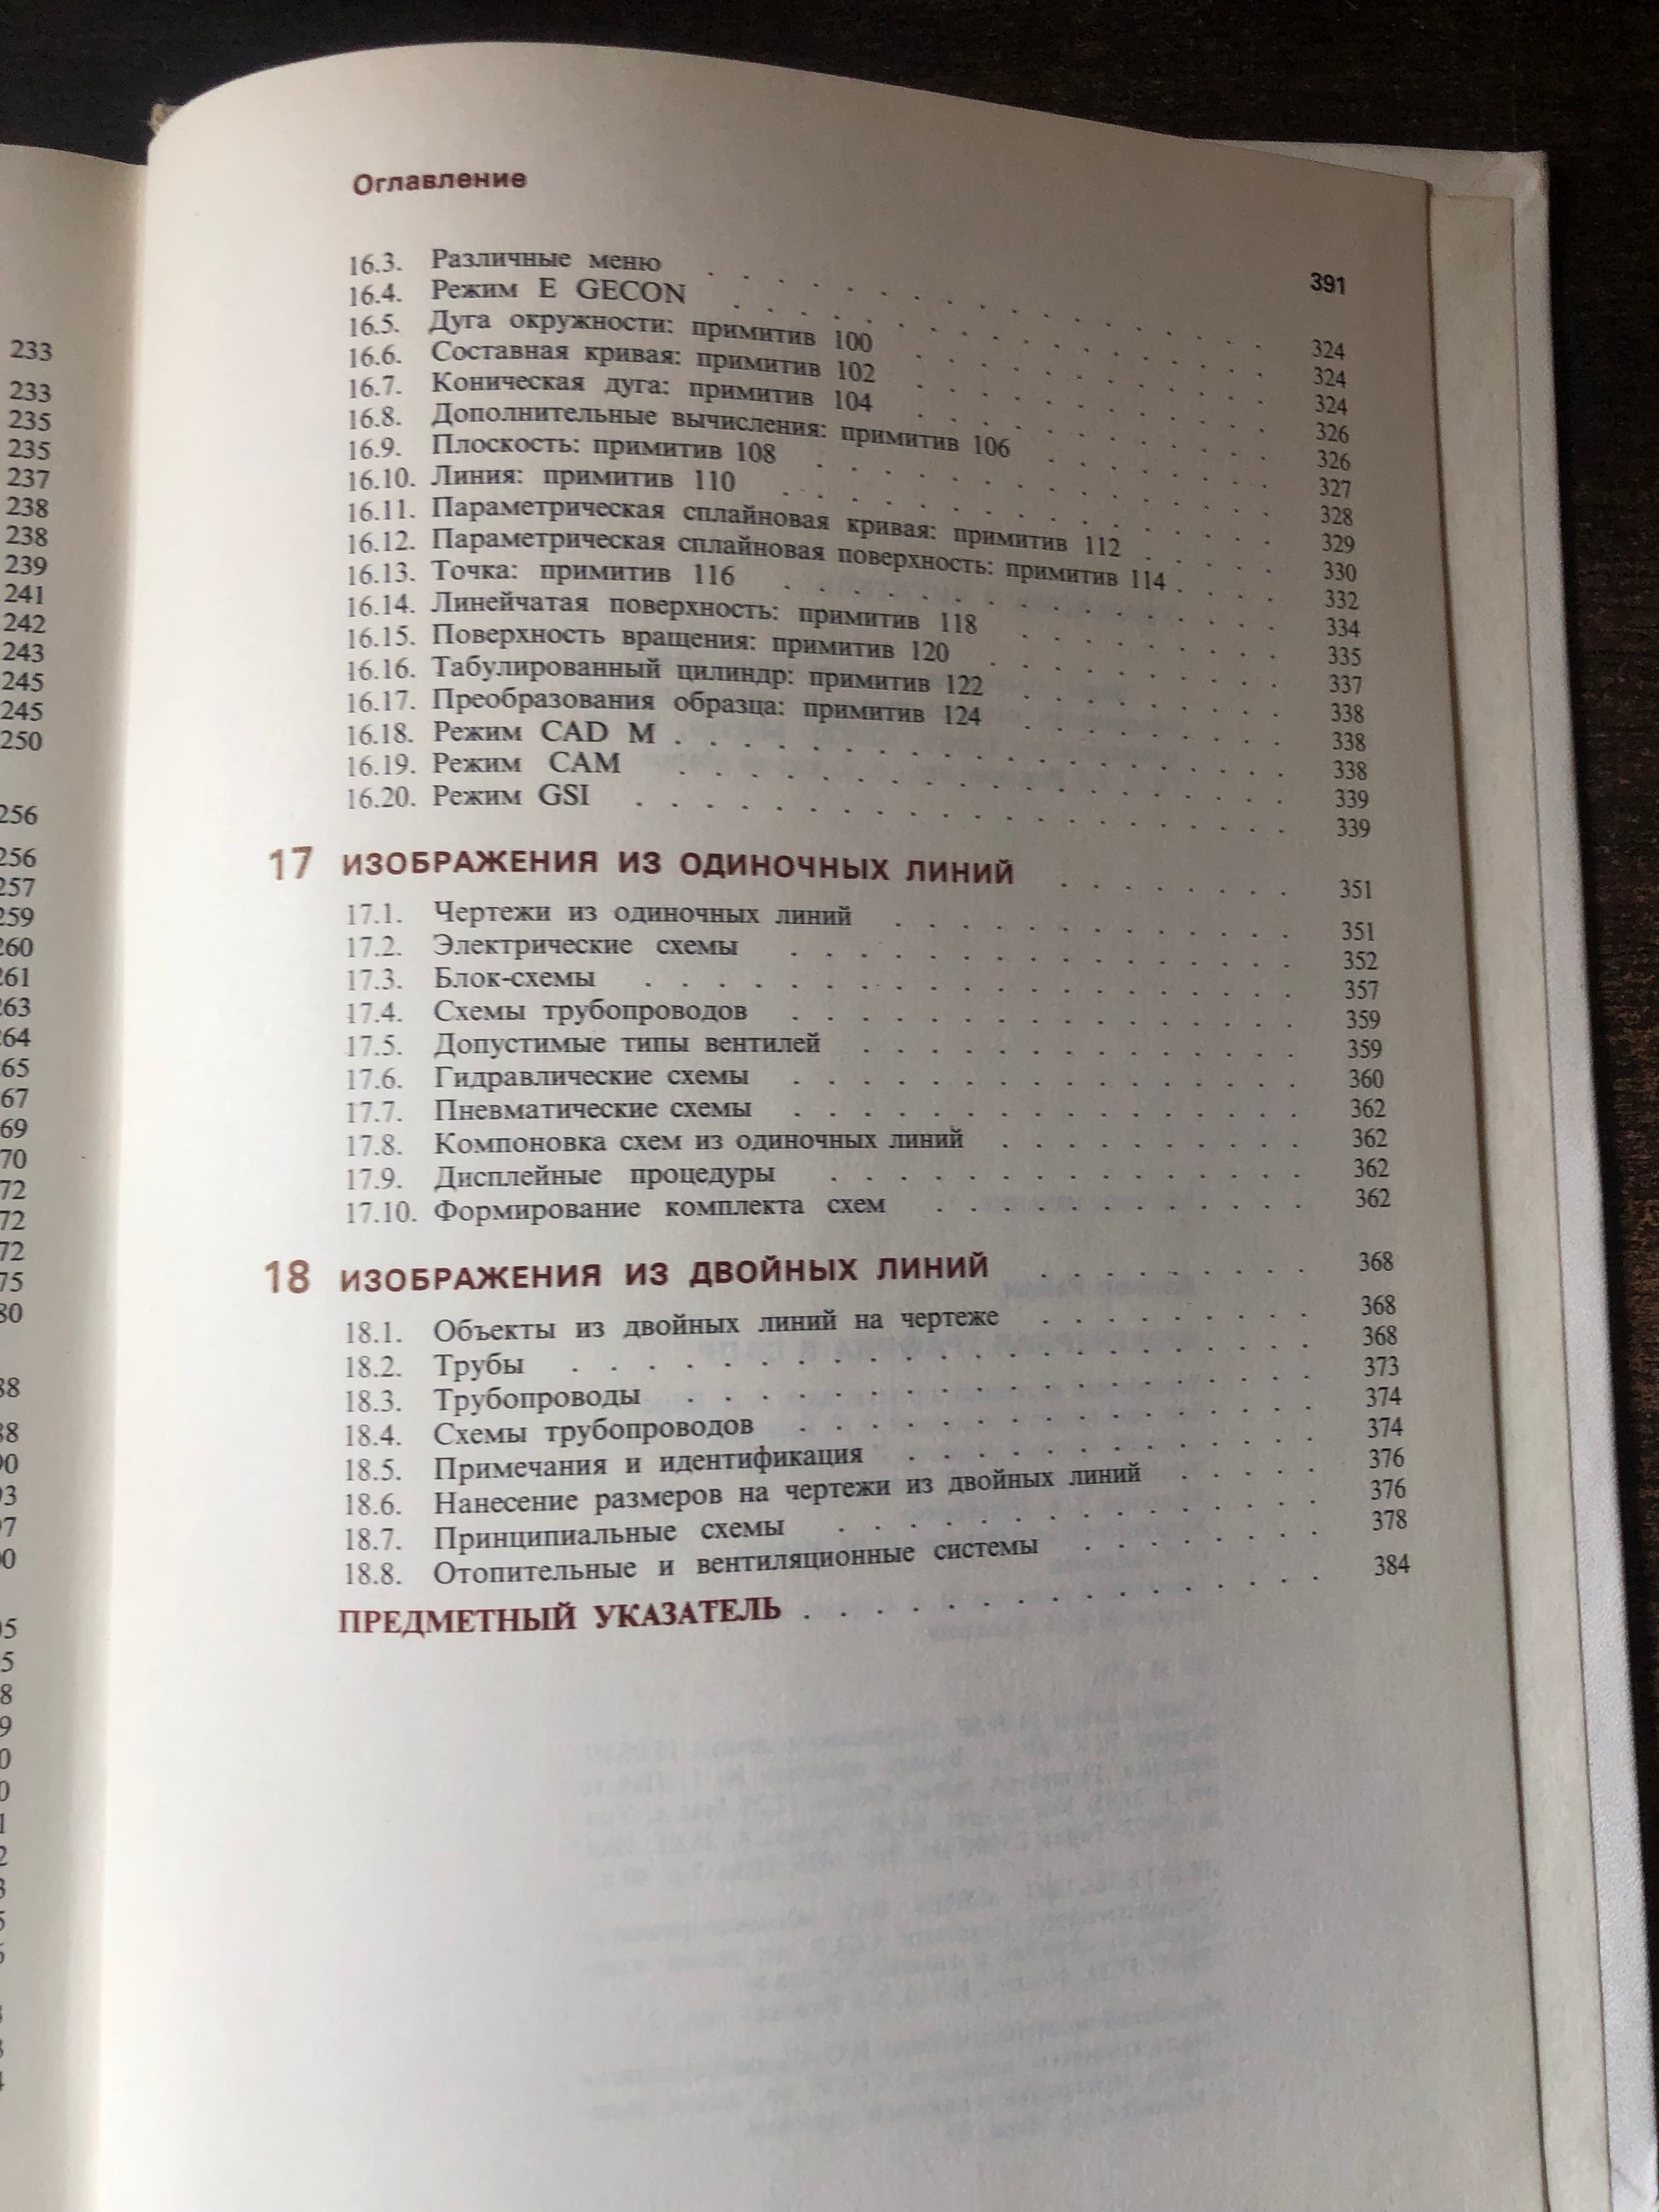 233
233
235
235
237
238
238
239
241
242
243
245
245
250
256
256
257
259
260
261
263
264
Оглавление 391
16.3. Различные меню . . . . . . . . . . . . 324
16.4. Режим E GECON . . . . . . . . . . . . 324
16.5. Дуга окружности: примитив 100 . . . . . . . . 324
16.6. Составная кривая: примитив 102 . . . . . . . . 326
16.7. Коническая дуга: примитив 104 . . . . . . . . 326
16.8. Дополнительные вычисления: примитив 106 . . . . . . 327
16.9. Плоскость: примитив 108 . . . . . . . . . . 328
16.10. Линия: примитив 110 . . . . . . . . . . . 329
16.11. Параметрическая сплайновая кривая: примитив 112 . . . . 330
16.12. Параметрическая сплайновая поверхность: примитив 114 . . . . 332
16.13. Точка: примитив 116 . . . . . . . . . . . 334
16.14. Линейчатая поверхность: примитив 118 . . . . . . . 335
16.15. Поверхность вращения: примитив 120 . . . . . . . 337
16.16. Табулированный цилиндр: примитив 122 . . . . . . . 338
16.17. Преобразования образца: примитив 124 . . . . . . . 338
16.18. Режим CAD M . . . . . . . . . . . . . 338
16.19. Режим CAM . . . . . . . . . . . . . 339
16.20. Режим GSI . . . . . . . . . . . . . . 339
17 ИЗОБРАЖЕНИЯ ИЗ ОДИНОЧНЫХ ЛИНИЙ . . . . . . . . 351
17.1. Чертежи из одиночных линий . . . . . . . . . . 351
17.2. Электрические схемы . . . . . . . . . . . . 352
17.3. Блок-схемы . . . . . . . . . . . . . . 357
17.4. Схемы трубопроводов . . . . . . . . . . . . 359
17.5. Допустимые типы вентилей . . . . . . . . . . 359
17.6. Гидравлические схемы . . . . . . . . . . . . 360
17.7. Пневматические схемы . . . . . . . . . . . . 362
17.8. Компоновка схем из одиночных линий . . . . . . . . 362
17.9. Дисплейные процедуры . . . . . . . . . . . . 362
17.10. Формирование комплекта схем . . . . . . . . . . 362
18 ИЗОБРАЖЕНИЯ ИЗ ДВОЙНЫХ ЛИНИЙ . . . . . . . . . 368
18.1. Объекты из двойных линий на чертеже . . . . . . . . 368
18.2. Трубы . . . . . . . . . . . . . . . . 368
18.3. Трубопроводы . . . . . . . . . . . . . . 373
18.4. Схемы трубопроводов . . . . . . . . . . . . 374
18.5. Примечания и идентификация . . . . . . . . . . 374
18.6. Нанесение размеров на чертежи из двойных линий . . . . 376
18.7. Принципиальные схемы . . . . . . . . . . . . 376
18.8. Отопительные и вентиляционные системы . . . . . . . 378
ПРЕДМЕТНЫЙ УКАЗАТЕЛЬ . . . . . . . . . . . . . 384